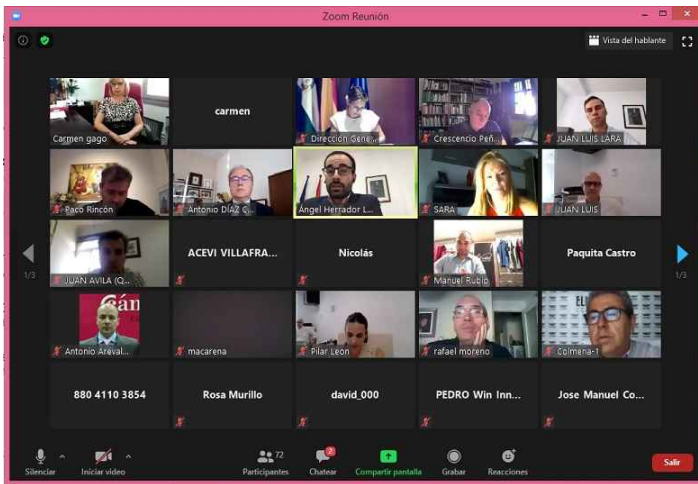 Zoom Reunión
Vista del hablante
Carmen gago
carmen
Dirección Gene...
Crescencio Peñ...
JUAN LUIS LARA
Paco Rincón
Antonio DÍAZ C...
Ángel Herrador L...
SARA
JUAN LUIS
JUAN AVILA (Q...
ACEVI VILLAFRA...
Nicolás
Manuel Rubio
Paquita Castro
1/3
1/3
Antonio Areval...
macarena
Pilar Leon
rafael moreno
Colmena-1
880 4110 3854
Rosa Murillo
david_000
PEDRO Win Inn...
Jose Manuel Co...
72
2
Silenciar
Iniciar video
Participantes
Chatear
Compartir pantalla
Grabar
Reacciones
Salir